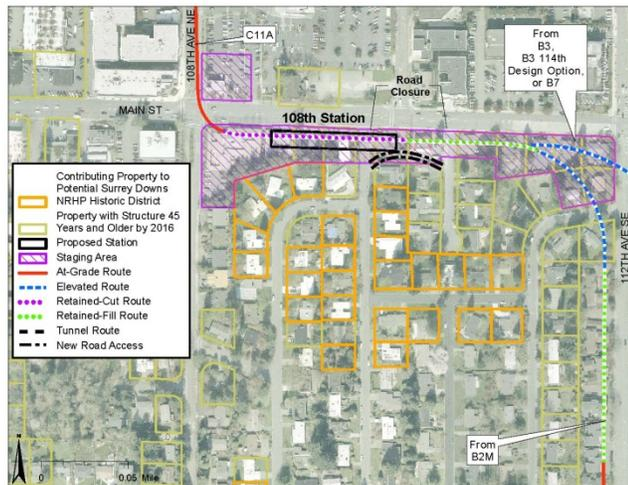 C11A
108TH AVE NE
From
B3,
B3 114th
Design Option,
or B7
Road
Closure
MAIN ST
108th Station
Contributing Property to
Potential Surrey Downs
NRHP Historic District
Property with Structure 45
Years and Older by 2016
Proposed Station
Staging Area
At-Grade Route
Elevated Route
Retained-Cut Route
Retained-Fill Route
Tunnel Route
New Road Access
112TH AVE SE
From
B2M
N
0 0.05 Mile